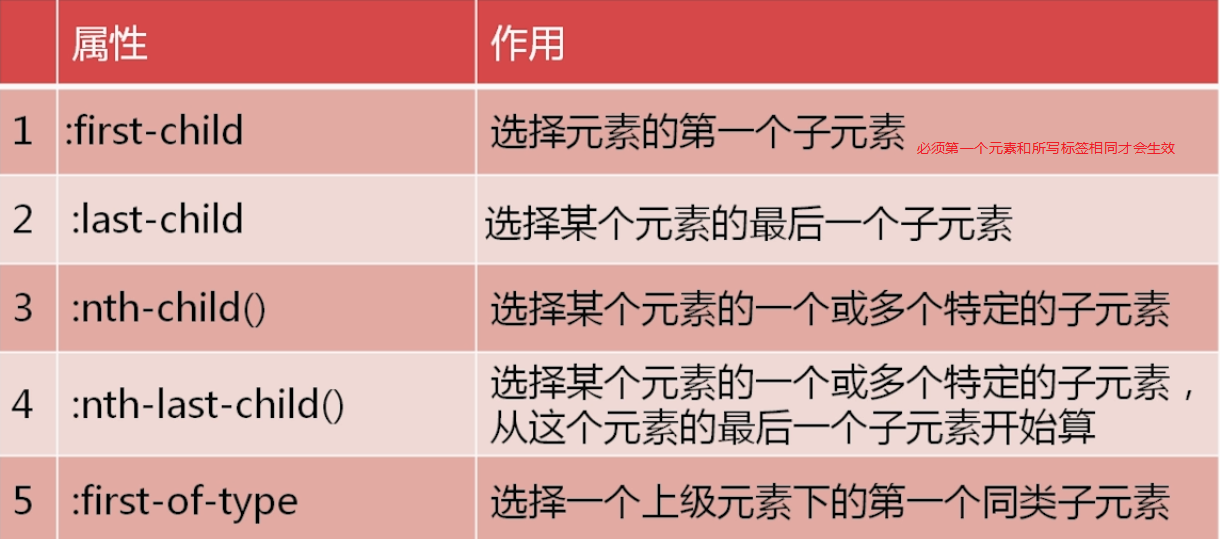 属性 作用
1 :first-child 选择元素的第一个子元素 必须第一个元素和所写标签相同才会生效
2 :last-child 选择某个元素的最后一个子元素
3 :nth-child() 选择某个元素的一个或多个特定的子元素
4 :nth-last-child() 选择某个元素的一个或多个特定的子元素，
从这个元素的最后一个子元素开始算
5 :first-of-type 选择一个上级元素下的第一个同类子元素